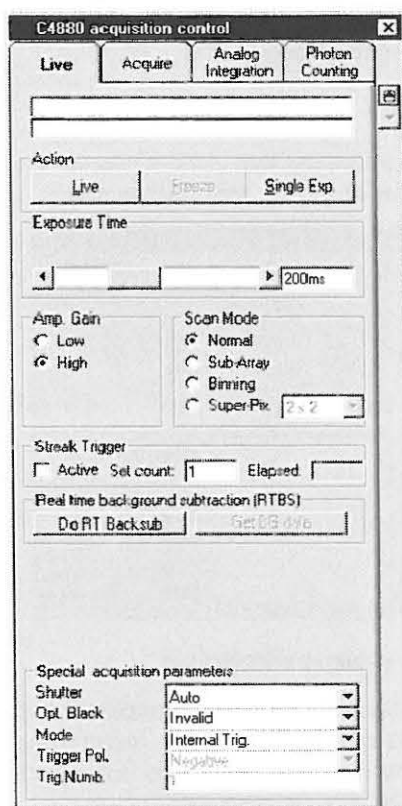 C4880 acquisition control
Live Acquire Analog Integration Photon Counting
Action
Live Freeze Single Exp.
Exposure Time
200ms
Amp. Gain
Low
High
Scan Mode
Normal
Sub-Array
Binning
Super-Pix. 2 x 2
Streak Trigger
Active Set count: 1 Elapsed:
Real time background subtraction (RTBS)
Do RT Backsub Get BG data
Special acquisition parameters
Shutter Auto
Opt. Black Invalid
Mode Internal Trig.
Trigger Pol. Negative
Trig.Numb.